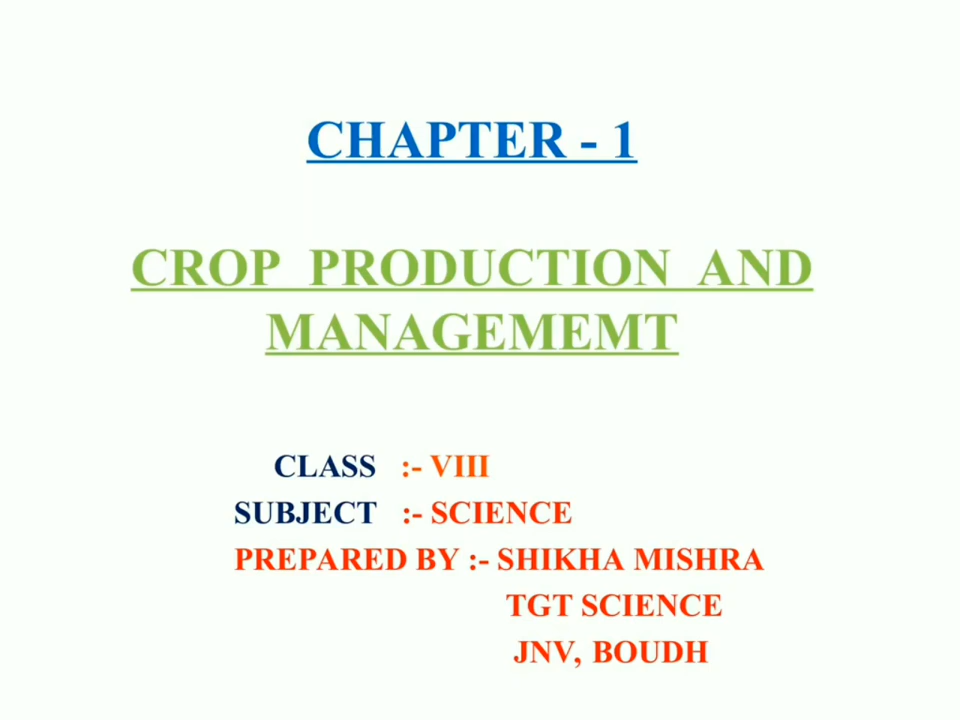 CHAPTER - 1
CROP PRODUCTION AND
MANAGEMEMT
CLASS :- VIII
SUBJECT :- SCIENCE
PREPARED BY :- SHIKHA MISHRA
TGT SCIENCE
JNV, BOUDH